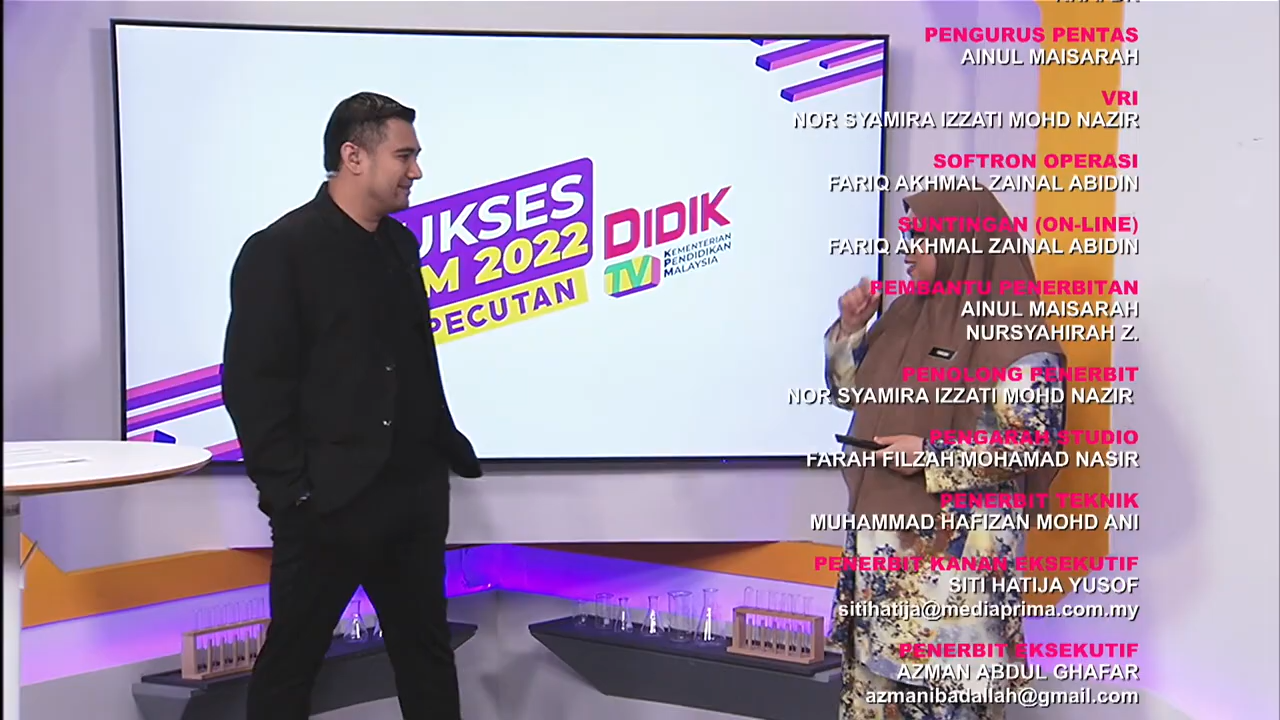 UKSES
M 2022
PECUTAN
DIDIK
TV
KEMENTERIAN
PENDIDIKAN
MALAYSIA
PENGURUS PENTAS
AINUL MAISARAH
VRI
NOR SYAMIRA IZZATI MOHD NAZIR
SOFTRON OPERASI
FARIQ AKHMAL ZAINAL ABIDIN
SUNTINGAN (ON-LINE)
FARIQ AKHMAL ZAINAL ABIDIN
PEMBANTU PENERBITAN
AINUL MAISARAH
NURSYAHIRAH Z.
PENOLONG PENERBIT
NOR SYAMIRA IZZATI MOHD NAZIR
PENGARAH STUDIO
FARAH FILZAH MOHAMAD NASIR
PENERBIT TEKNIK
MUHAMMAD HAFIZAN MOHD ANI
PENERBIT KANAN EKSEKUTIF
SITI HATIJA YUSOF
sitihatija@mediaprima.com.my
PENERBIT EKSEKUTIF
AZMAN ABDUL GHAFAR
azmanibadallah@gmail.com